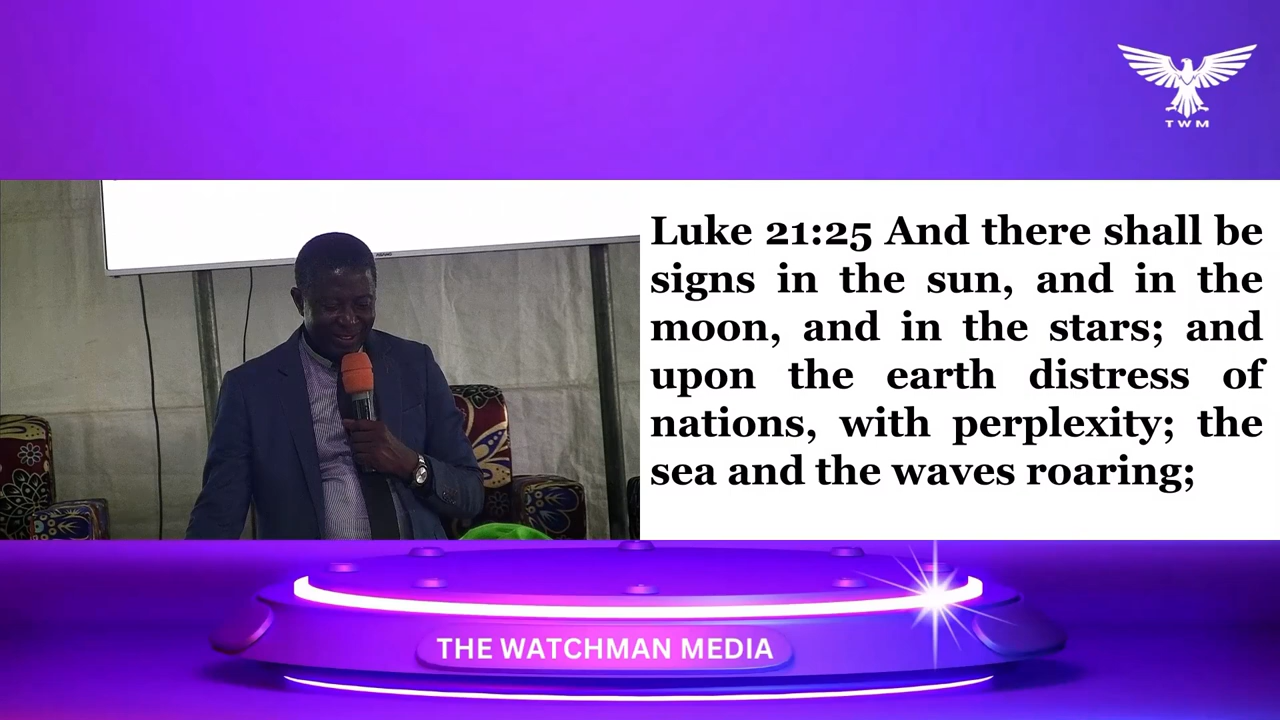 TWM
Luke 21:25 And there shall be
signs in the sun, and in the
moon, and in the stars; and
upon the earth distress of
nations, with perplexity; the
sea and the waves roaring;
THE WATCHMAN MEDIA